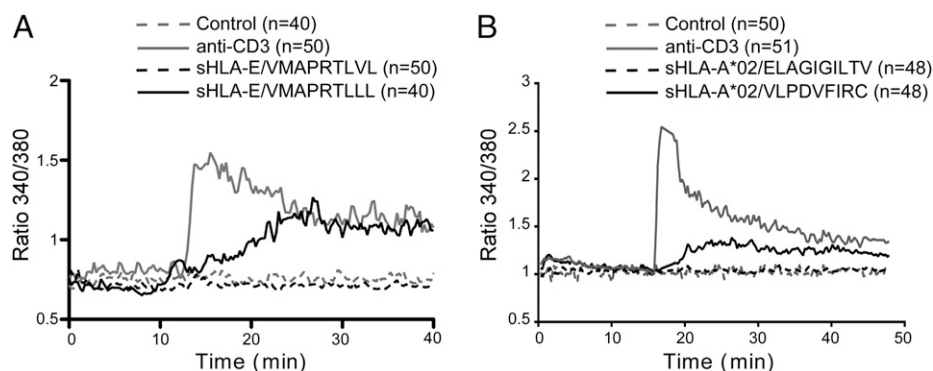 A
Control (n=40)
anti-CD3 (n=50)
sHLA-E/VMAPRTLVL (n=50)
sHLA-E/VMAPRTLLL (n=40)
2
1.5
1
0.5
Ratio 340/380
0
10
20
30
40
Time (min)
B
Control (n=50)
anti-CD3 (n=51)
sHLA-A*02/ELAGIGILTV (n=48)
sHLA-A*02/VLPDVFIRC (n=48)
3
2.5
2
1.5
1
0.5
Ratio 340/380
0
10
20
30
40
50
Time (min)